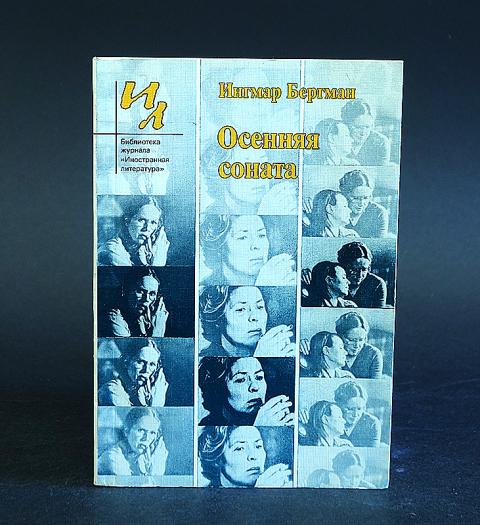 ИЛ
Библиотека
журнала
«Иностранная
литература»
Ингмар Бергман
Осенняя
соната